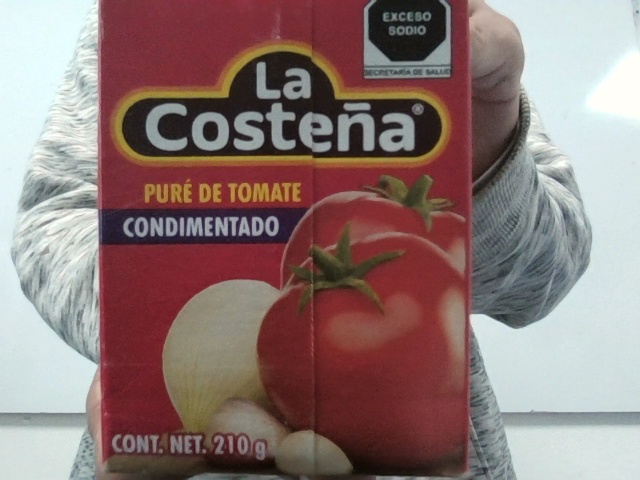 EXCESO
SODIO
SECRETARÍA DE SALUD
La
Costeña®
PURÉ DE TOMATE
CONDIMENTADO
CONT. NET. 210 g